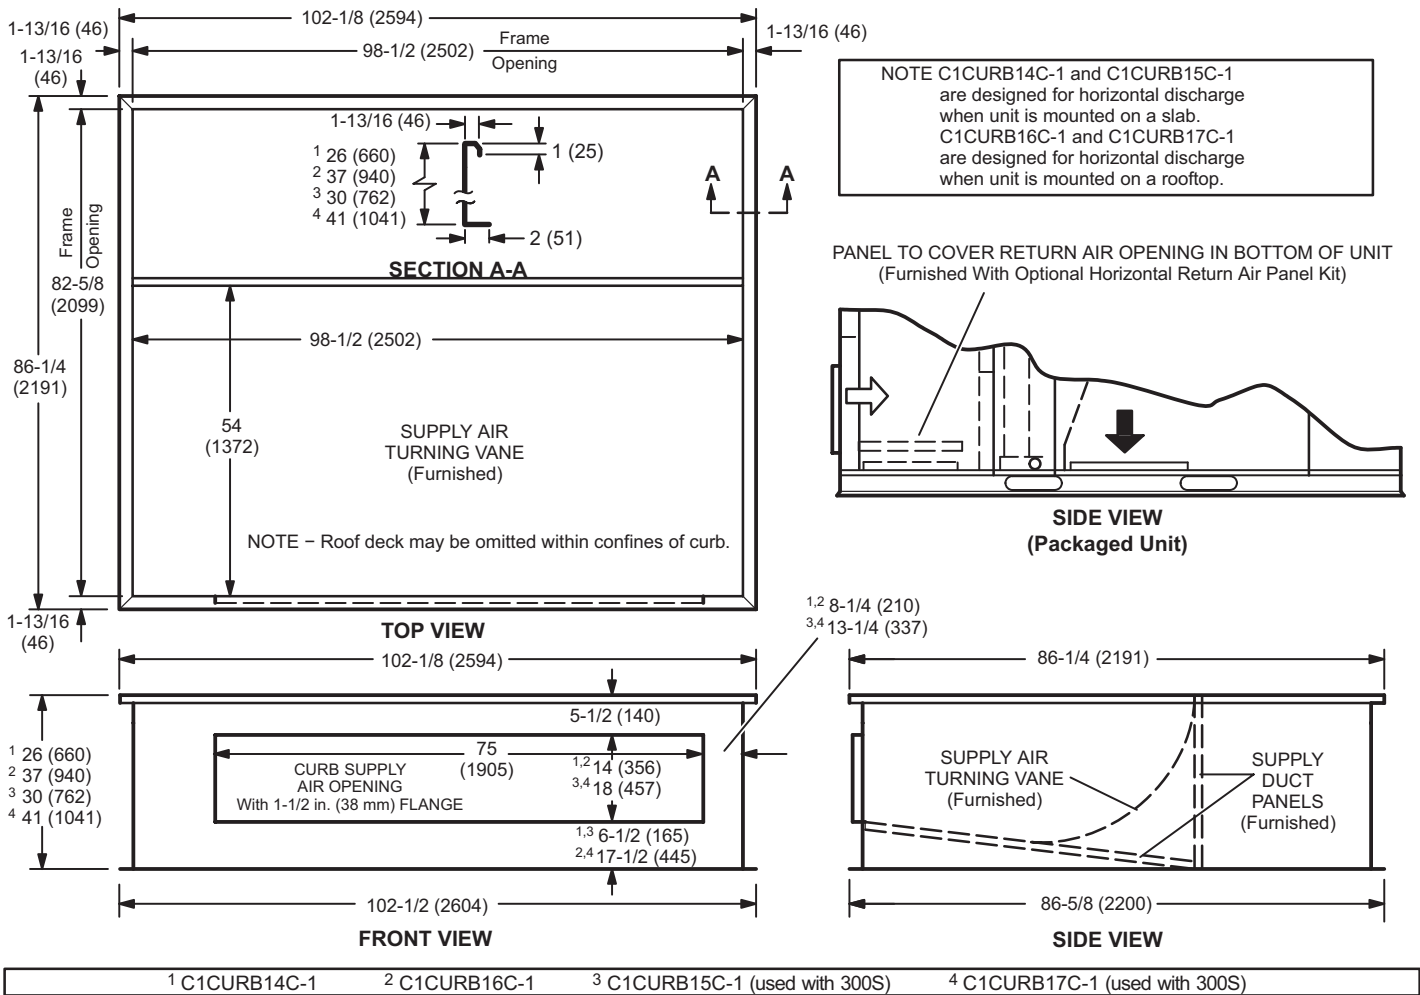 102-1/8 (2594)
1-13/16 (46)
98-1/2 (2502)
Frame
Opening
1-13/16 (46)
1-13/16
(46)
1-13/16 (46)
1 (25)
1 26 (660)
2 37 (940)
3 30 (762)
4 41 (1041)
2 (51)
SECTION A-A
A
A
Frame
Opening
82-5/8
(2099)
98-1/2 (2502)
86-1/4
(2191)
54
(1372)
SUPPLY AIR
TURNING VANE
(Furnished)
NOTE – Roof deck may be omitted within confines of curb.
1-13/16
(46)
TOP VIEW
NOTE C1CURB14C-1 and C1CURB15C-1
are designed for horizontal discharge
when unit is mounted on a slab.
C1CURB16C-1 and C1CURB17C-1
are designed for horizontal discharge
when unit is mounted on a rooftop.
PANEL TO COVER RETURN AIR OPENING IN BOTTOM OF UNIT
(Furnished With Optional Horizontal Return Air Panel Kit)
SIDE VIEW
(Packaged Unit)
102-1/8 (2594)
1,2 8-1/4 (210)
3,4 13-1/4 (337)
5-1/2 (140)
1 26 (660)
2 37 (940)
3 30 (762)
4 41 (1041)
75
(1905)
CURB SUPPLY
AIR OPENING
With 1-1/2 in. (38 mm) FLANGE
1,2 14 (356)
3,4 18 (457)
1,3 6-1/2 (165)
2,4 17-1/2 (445)
102-1/2 (2604)
FRONT VIEW
86-1/4 (2191)
SUPPLY AIR
TURNING VANE
(Furnished)
SUPPLY
DUCT
PANELS
(Furnished)
86-5/8 (2200)
SIDE VIEW
1 C1CURB14C-1 2 C1CURB16C-1 3 C1CURB15C-1 (used with 300S) 4 C1CURB17C-1 (used with 300S)